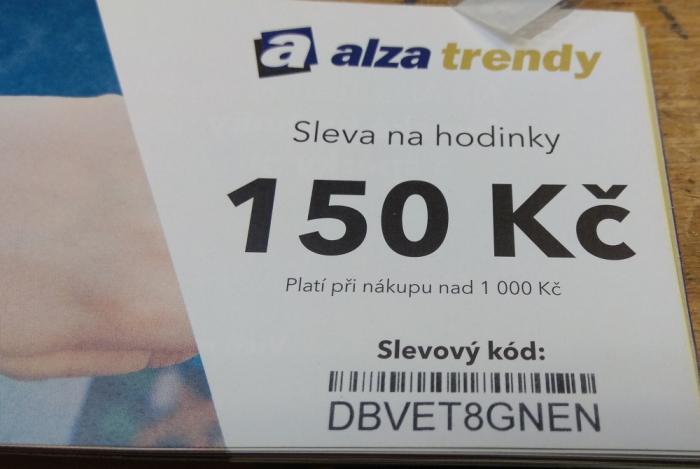 a alza trendy
Sleva na hodinky
150 Kč
Platí při nákupu nad 1 000 Kč
Slevový kód:
DBVET8GNEN